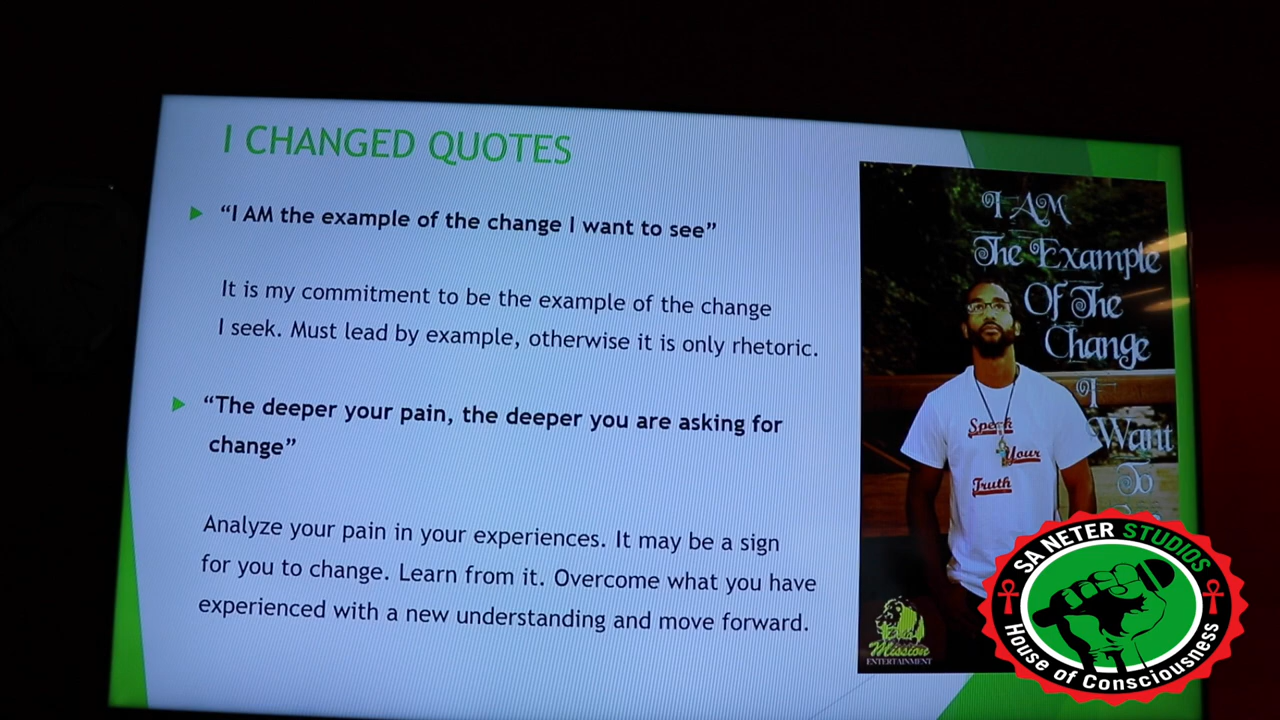 I CHANGED QUOTES
“I AM the example of the change I want to see”
It is my commitment to be the example of the change
I seek. Must lead by example, otherwise it is only rhetoric.
“The deeper your pain, the deeper you are asking for
change”
Analyze your pain in your experiences. It may be a sign
for you to change. Learn from it. Overcome what you have
experienced with a new understanding and move forward.
I AM
The Example
Of The
Change
I
Want
To
Speak
Your
Truth
Mission
ENTERTAINMENT
SA NETER STUDIOS
House of Consciousness